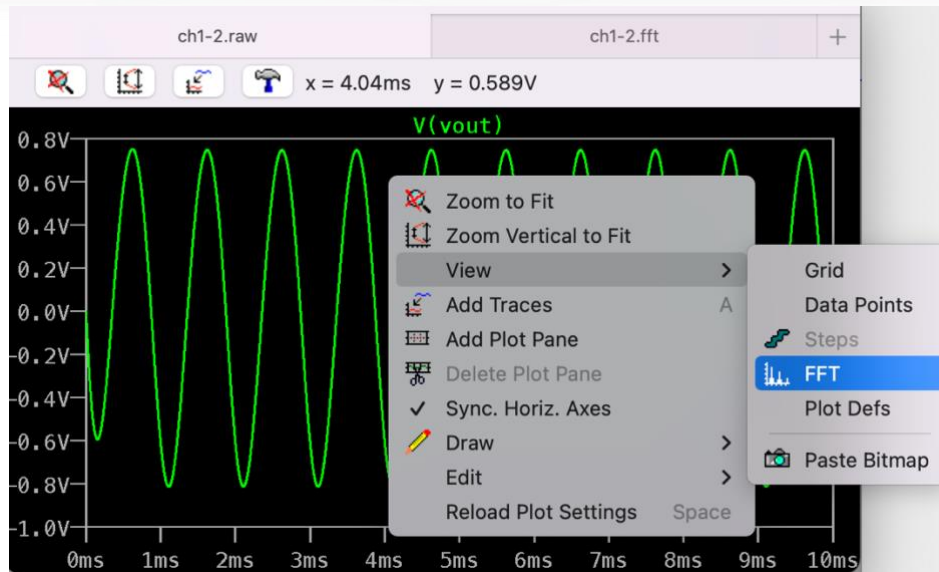 ch1-2.raw ch1-2.fft +
x = 4.04ms y = 0.589V
V(vout)
0.8V
0.6V
0.4V
0.2V
0.0V
-0.2V
-0.4V
-0.6V
-0.8V
-1.0V
0ms 1ms 2ms 3ms 4ms 5ms 6ms 7ms 8ms 9ms 10ms
Zoom to Fit
Zoom Vertical to Fit
View >
Add Traces A
Add Plot Pane
Delete Plot Pane
✓ Sync. Horiz. Axes
Draw >
Edit >
Reload Plot Settings Space
Grid
Data Points
Steps
FFT
Plot Defs
Paste Bitmap